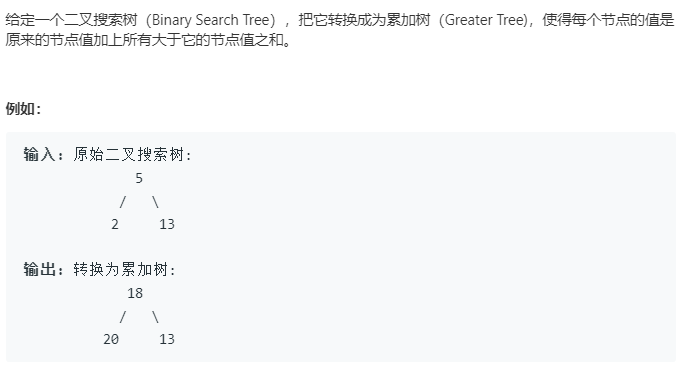 给定一个二叉搜索树（Binary Search Tree），把它转换成为累加树（Greater Tree)，使得每个节点的值是
原来的节点值加上所有大于它的节点值之和。
例如：
输入: 原始二叉搜索树:
5
/ \
2 13
输出: 转换为累加树:
18
/ \
20 13